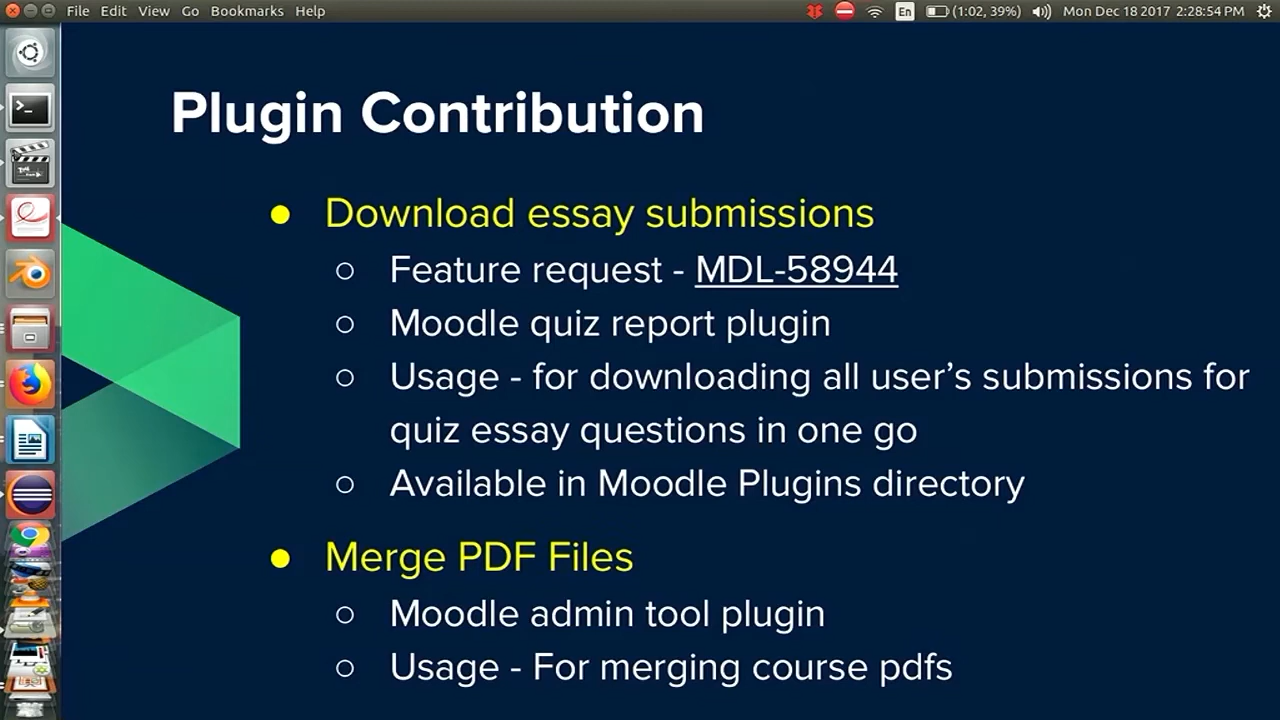 File Edit View Go Bookmarks Help En (1:02, 39%) Mon Dec 18 2017 2:28:54 PM
Plugin Contribution
● Download essay submissions
○ Feature request - MDL-58944
○ Moodle quiz report plugin
○ Usage - for downloading all user's submissions for
quiz essay questions in one go
○ Available in Moodle Plugins directory
● Merge PDF Files
○ Moodle admin tool plugin
○ Usage - For merging course pdfs